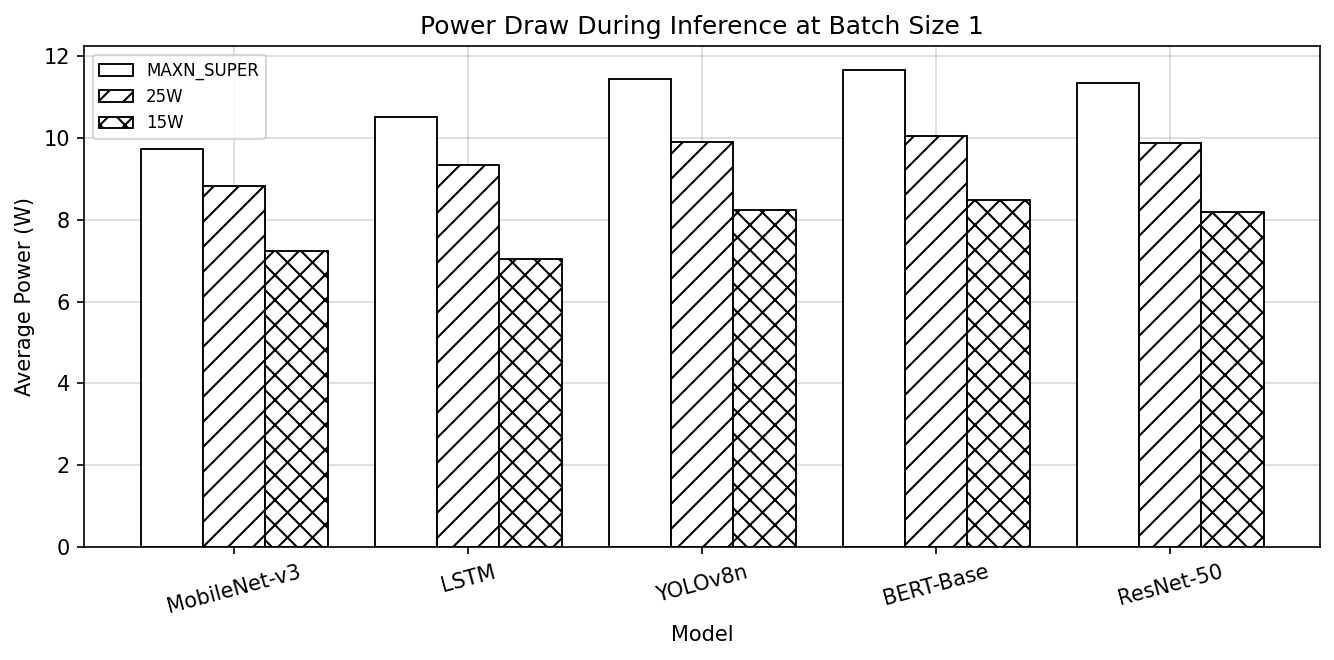 Power Draw During Inference at Batch Size 1
MAXN_SUPER
25W
15W
Average Power (W)
12
10
8
6
4
2
0
MobileNet-v3
LSTM
YOLOv8n
BERT-Base
ResNet-50
Model